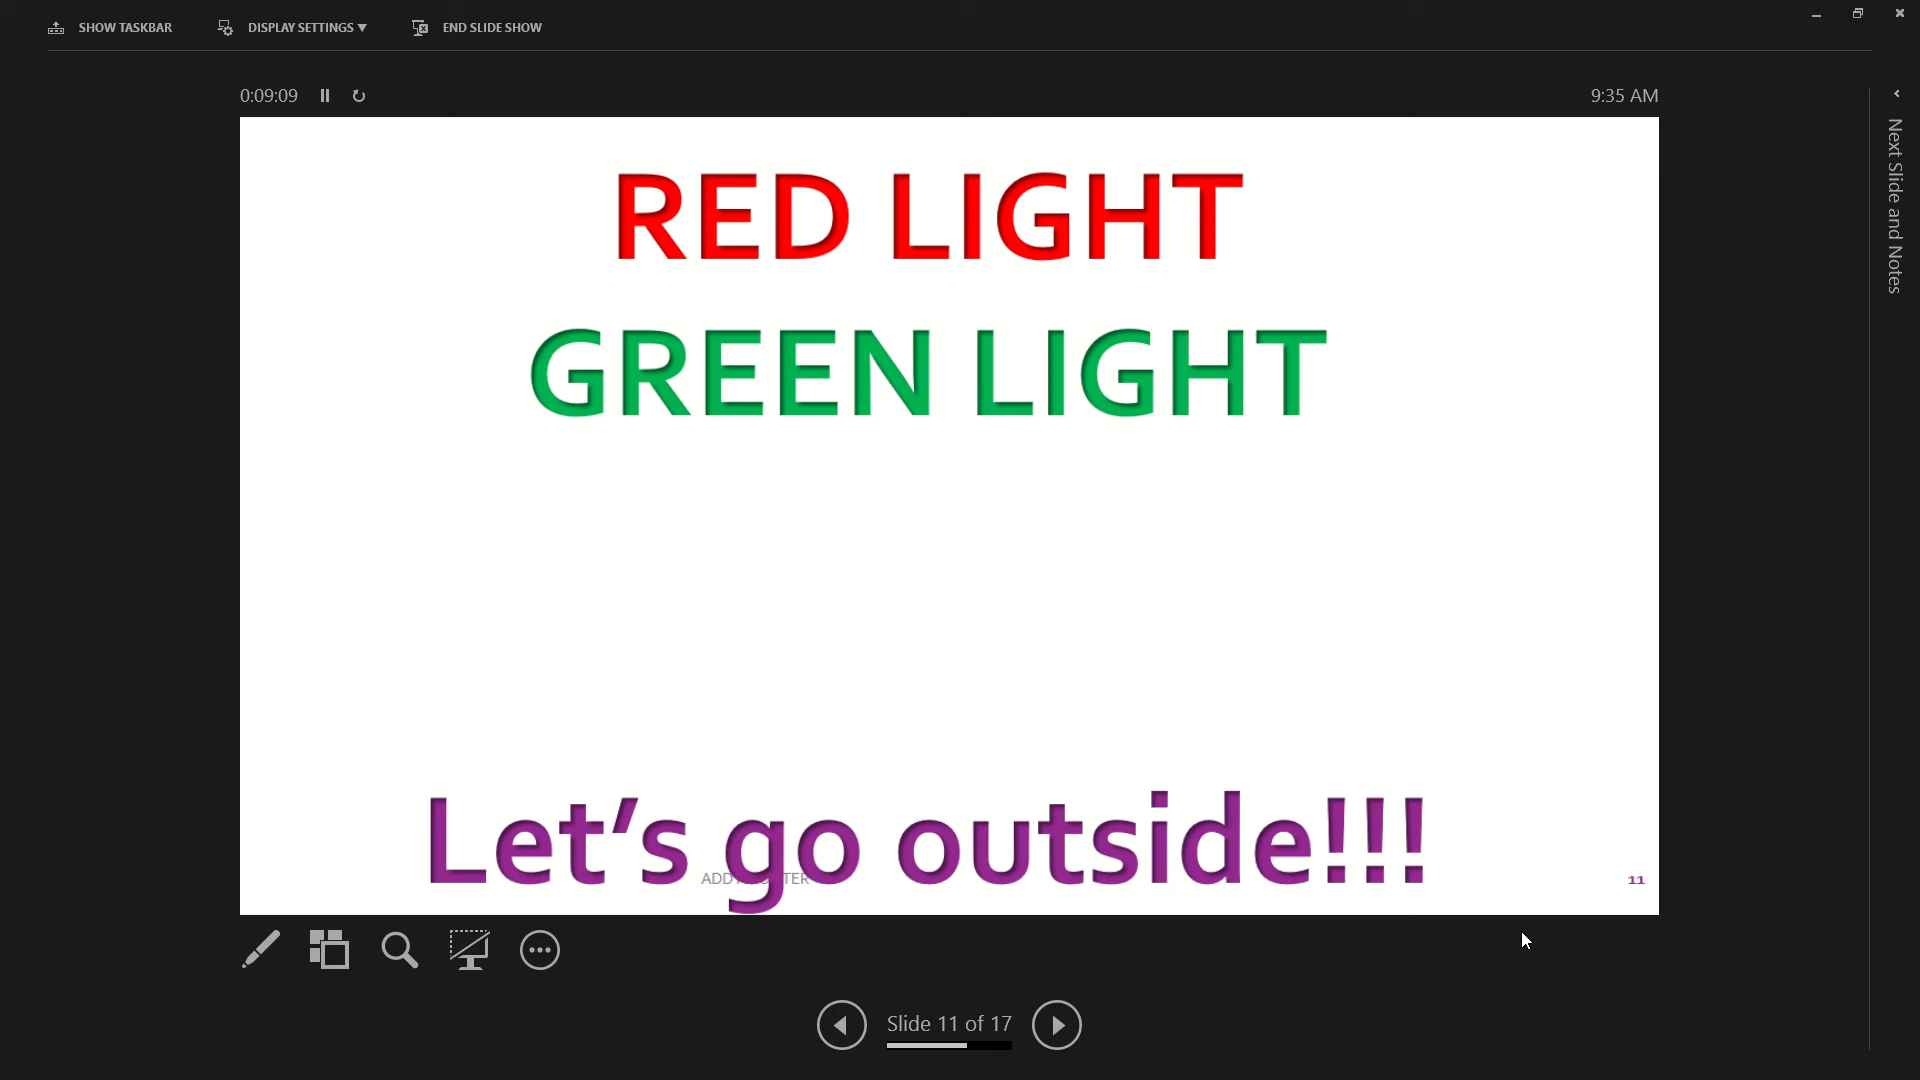 SHOW TASKBAR
DISPLAY SETTINGS
END SLIDE SHOW
0:09:09
9:35 AM
RED LIGHT
GREEN LIGHT
Let’s go outside!!!
11
Slide 11 of 17
Next Slide and Notes